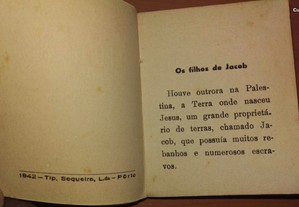 1942 — Tip. Sequeira, L.da — Pôrto
Os filhos de Jacob
Houve outrora na Pales-
tina, a Terra onde nasceu
Jesus, um grande proprietá-
rio de terras, chamado Ja-
cob, que possuía muitos re-
banhos e numerosos escra-
vos.